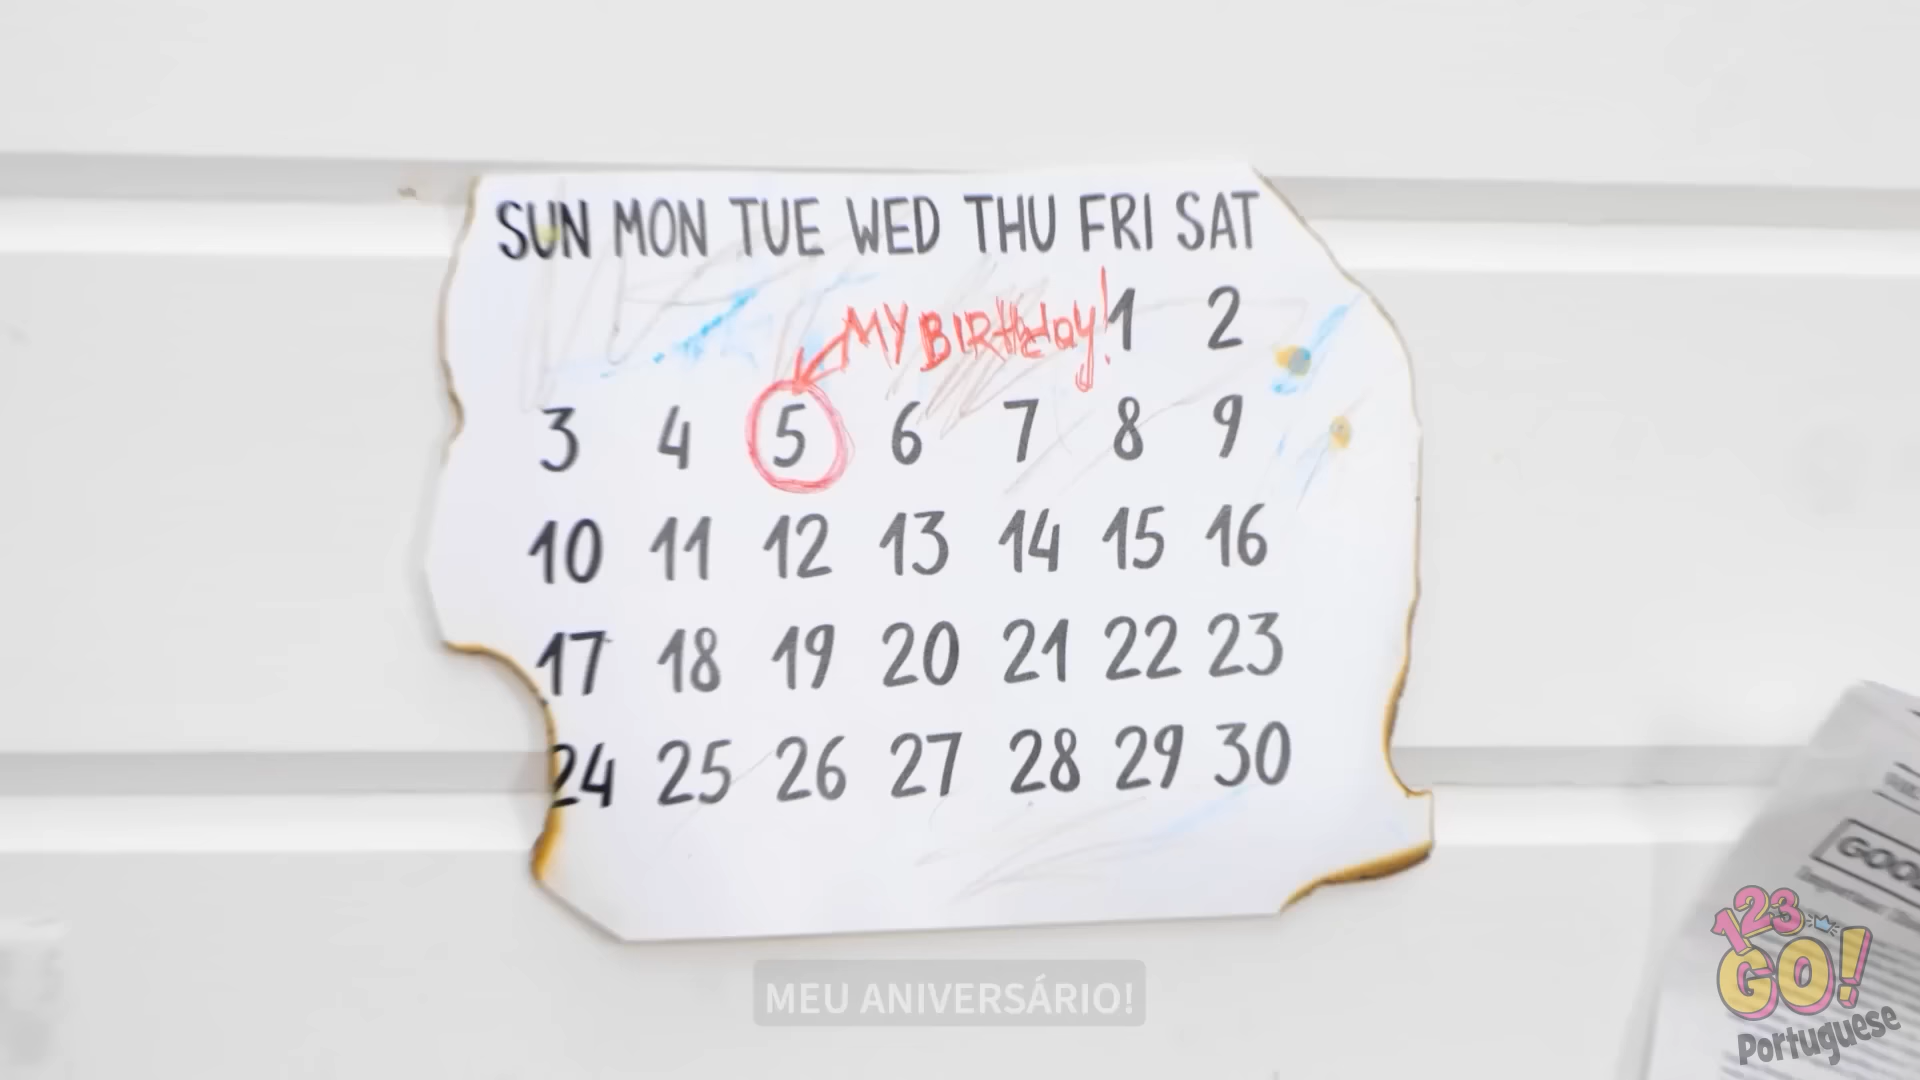 SUN MON TUE WED THU FRI SAT
MY BIRthday!
1 2
3 4 5 6 7 8 9
10 11 12 13 14 15 16
17 18 19 20 21 22 23
24 25 26 27 28 29 30
MEU ANIVERSÁRIO!
123
GO!
Portuguese